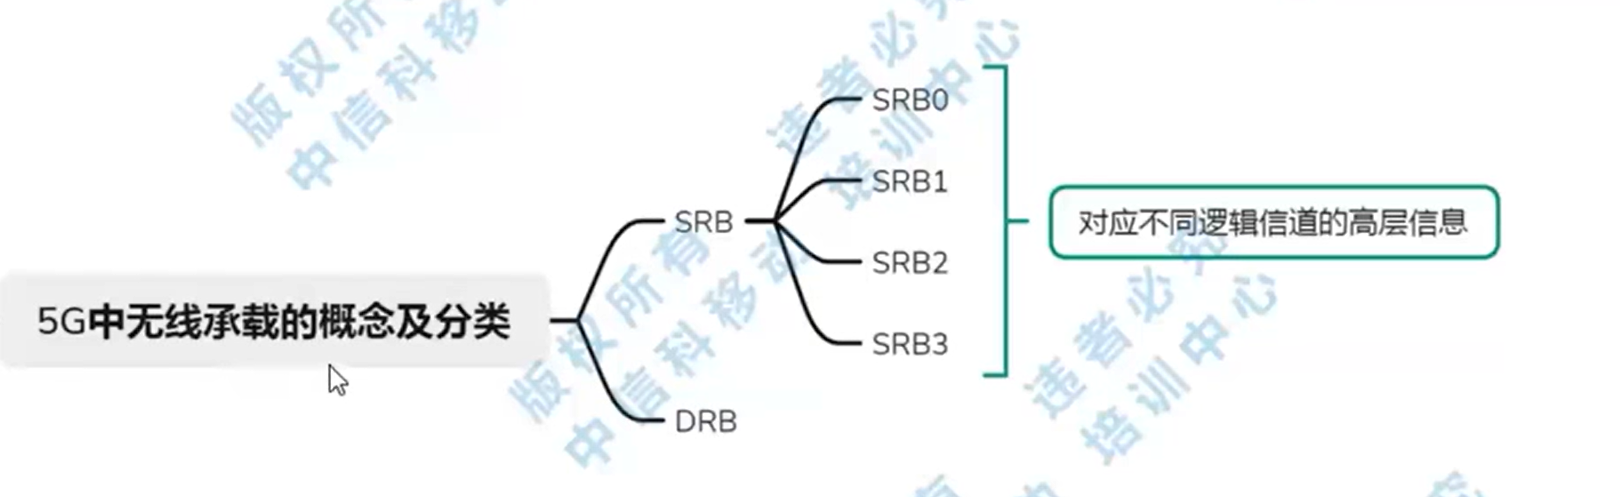 版权所有
中信科移动
违者必究
培训中心
SRB0
SRB1
SRB
SRB2
SRB3
对应不同逻辑信道的高层信息
5G中无线承载的概念及分类
DRB
版权所有
中信科移动
违者必究
培训中心